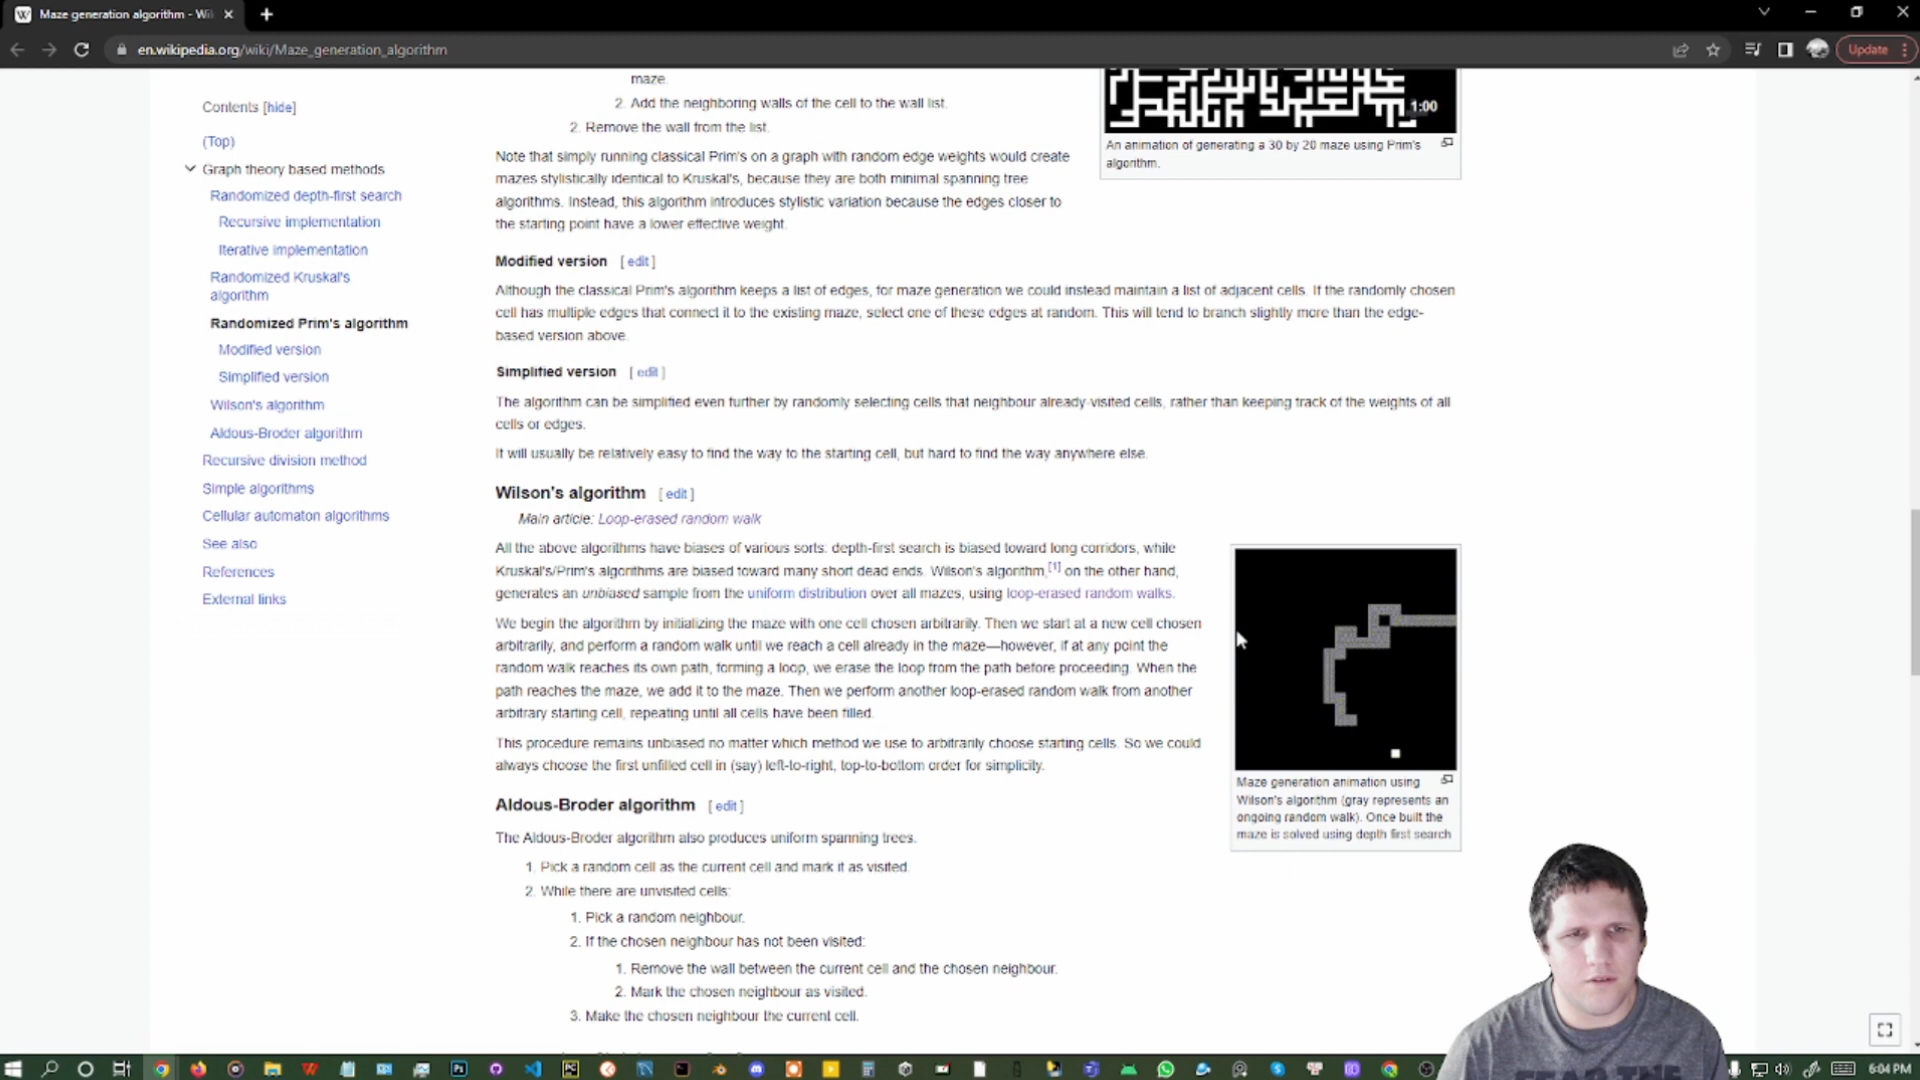 Maze generation algorithm - Wi
en.wikipedia.org/wiki/Maze_generation_algorithm
Update
Contents [hide]
(Top)
Graph theory based methods
Randomized depth-first search
Recursive implementation
Iterative implementation
Randomized Kruskal's
algorithm
Randomized Prim's algorithm
Modified version
Simplified version
Wilson's algorithm
Aldous-Broder algorithm
Recursive division method
Simple algorithms
Cellular automaton algorithms
See also
References
External links
maze.
2. Add the neighboring walls of the cell to the wall list.
2. Remove the wall from the list.
1:00
An animation of generating a 30 by 20 maze using Prim's
algorithm.
Note that simply running classical Prim's on a graph with random edge weights would create
mazes stylistically identical to Kruskal's, because they are both minimal spanning tree
algorithms. Instead, this algorithm introduces stylistic variation because the edges closer to
the starting point have a lower effective weight.
Modified version [ edit ]
Although the classical Prim's algorithm keeps a list of edges, for maze generation we could instead maintain a list of adjacent cells. If the randomly chosen
cell has multiple edges that connect it to the existing maze, select one of these edges at random. This will tend to branch slightly more than the edge-
based version above.
Simplified version [ edit ]
The algorithm can be simplified even further by randomly selecting cells that neighbour already-visited cells, rather than keeping track of the weights of all
cells or edges.
It will usually be relatively easy to find the way to the starting cell, but hard to find the way anywhere else.
Wilson's algorithm [ edit ]
Main article: Loop-erased random walk
All the above algorithms have biases of various sorts: depth-first search is biased toward long corridors, while
Kruskal's/Prim's algorithms are biased toward many short dead ends. Wilson's algorithm,[1] on the other hand,
generates an unbiased sample from the uniform distribution over all mazes, using loop-erased random walks.
We begin the algorithm by initializing the maze with one cell chosen arbitrarily. Then we start at a new cell chosen
arbitrarily, and perform a random walk until we reach a cell already in the maze—however, if at any point the
random walk reaches its own path, forming a loop, we erase the loop from the path before proceeding. When the
path reaches the maze, we add it to the maze. Then we perform another loop-erased random walk from another
arbitrary starting cell, repeating until all cells have been filled.
This procedure remains unbiased no matter which method we use to arbitrarily choose starting cells. So we could
always choose the first unfilled cell in (say) left-to-right, top-to-bottom order for simplicity.
Maze generation animation using
Wilson's algorithm (gray represents an
ongoing random walk). Once built the
maze is solved using depth first search
Aldous-Broder algorithm [ edit ]
The Aldous-Broder algorithm also produces uniform spanning trees.
1. Pick a random cell as the current cell and mark it as visited.
2. While there are unvisited cells:
1. Pick a random neighbour.
2. If the chosen neighbour has not been visited:
1. Remove the wall between the current cell and the chosen neighbour.
2. Mark the chosen neighbour as visited.
3. Make the chosen neighbour the current cell.
6:04 PM